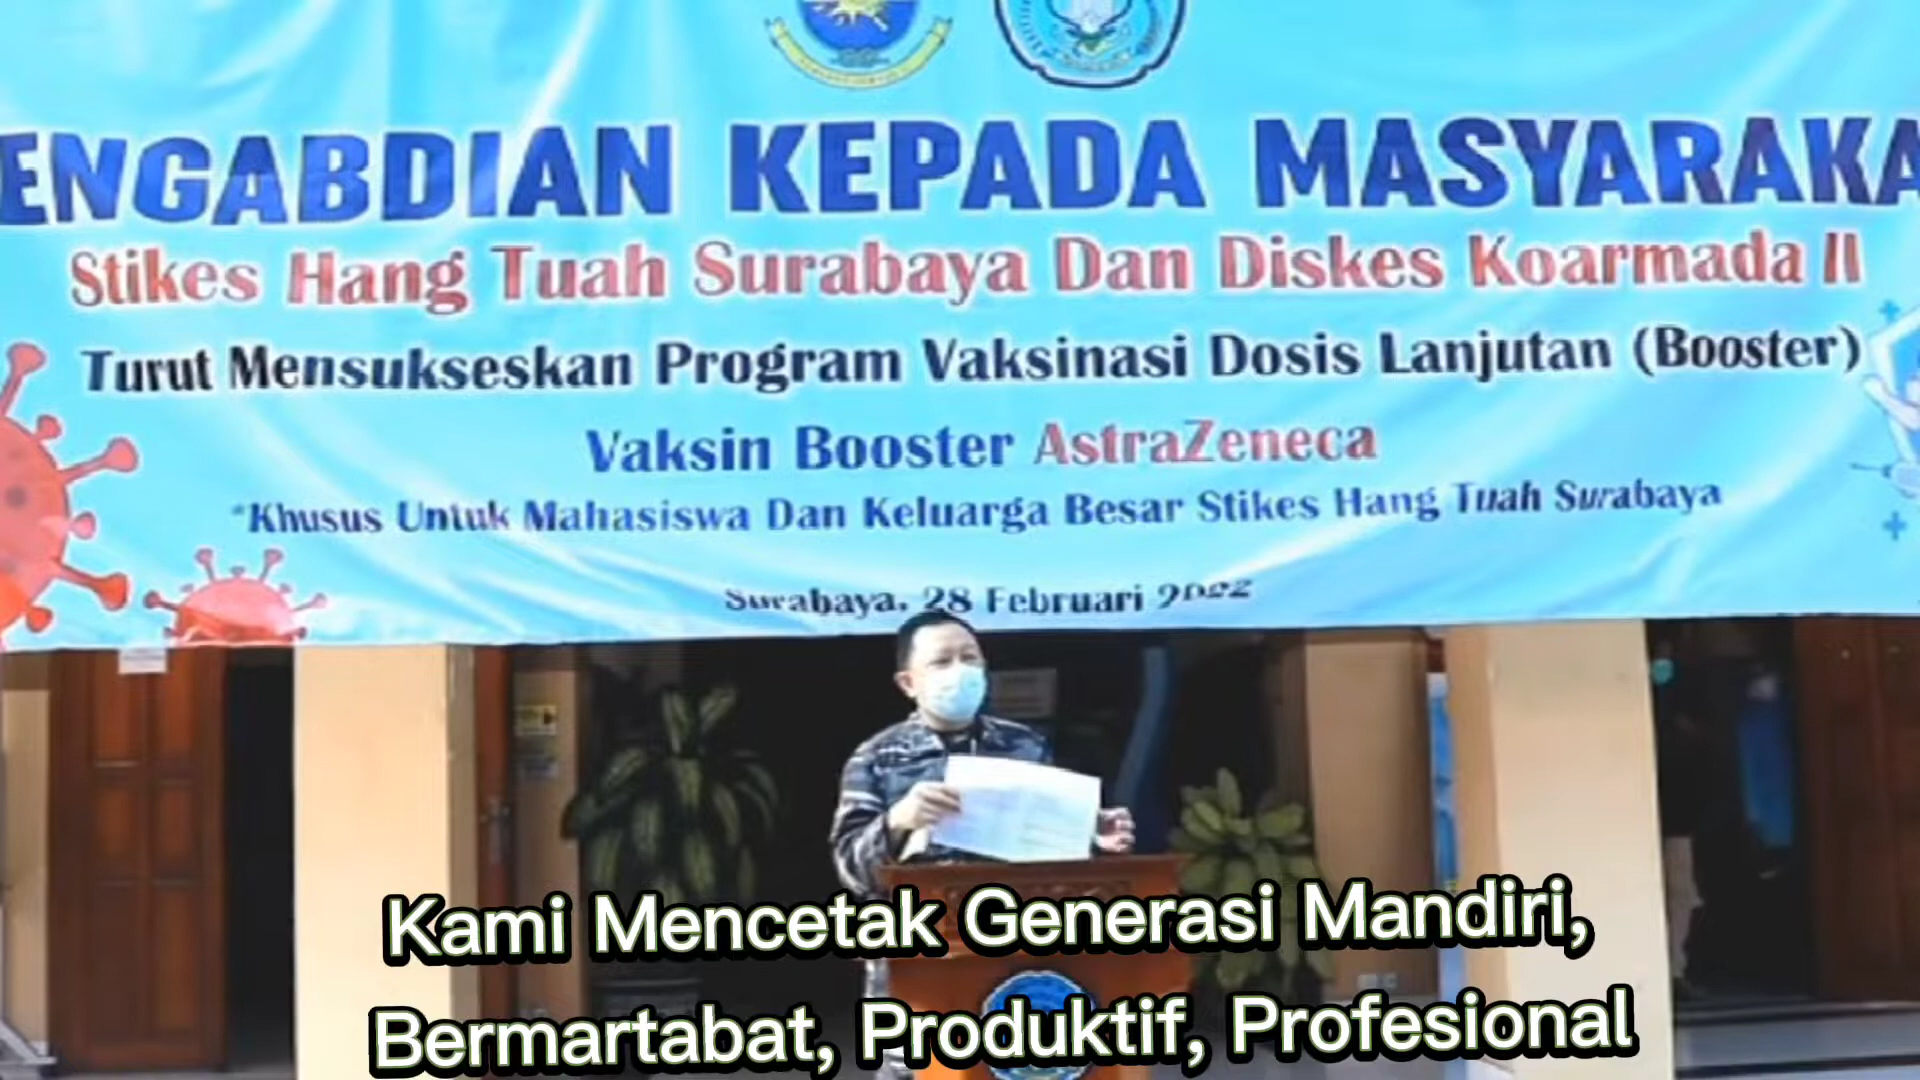 ENGABDIAN KEPADA MASYARAKA
Stikes Hang Tuah Surabaya Dan Diskes Koarmada II
Turut Mensukseskan Program Vaksinasi Dosis Lanjutan (Booster)
Vaksin Booster AstraZeneca
*Khusus Untuk Mahasiswa Dan Keluarga Besar Stikes Hang Tuah Surabaya
Surabaya, 28 Februari 2022
Kami Mencetak Generasi Mandiri,
Bermartabat, Produktif, Profesional